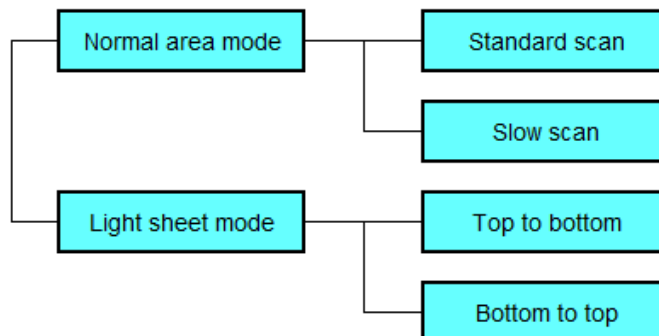 Normal area mode
Standard scan
Slow scan
Light sheet mode
Top to bottom
Bottom to top